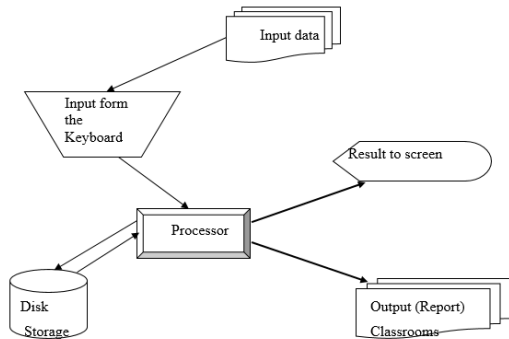 Input data
Input form
the
Keyboard
Result to screen
Processor
Disk
Storage
Output (Report)
Classrooms